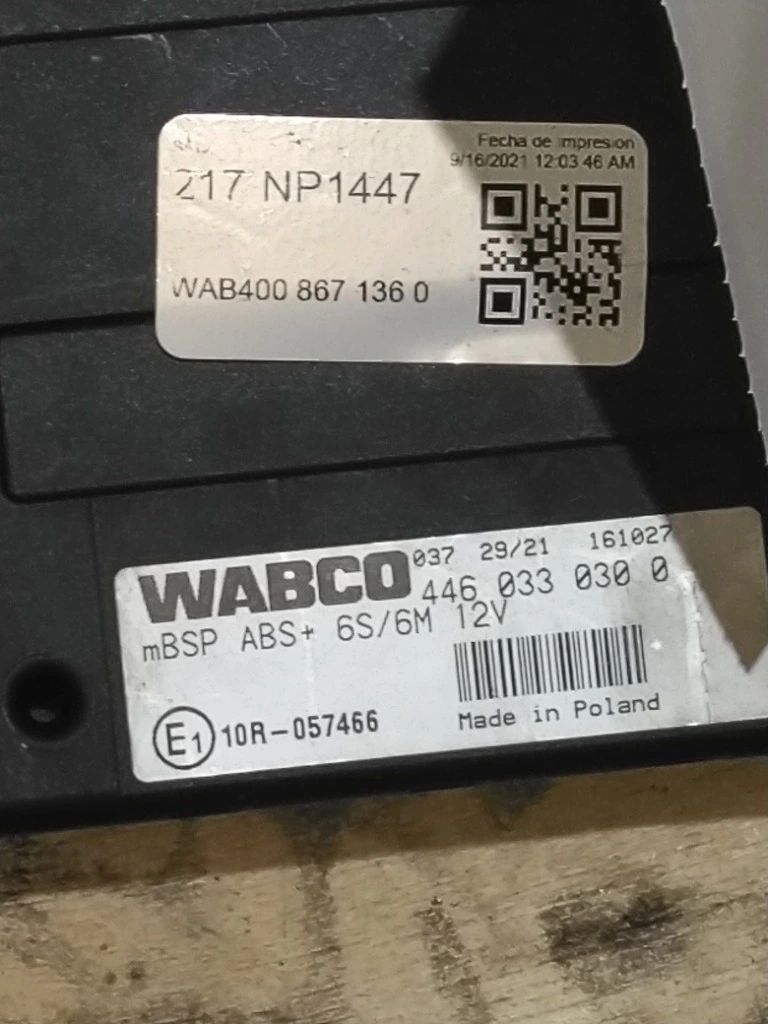 Fecha de Impresion
9/16/2021 12:03 46 AM
217 NP1447
WAB400 867 136 0
WABCO 037 29/21 161027
446 033 030 0
mBSP ABS+ 6S/6M 12V
E1 10R-057466
Made in Poland